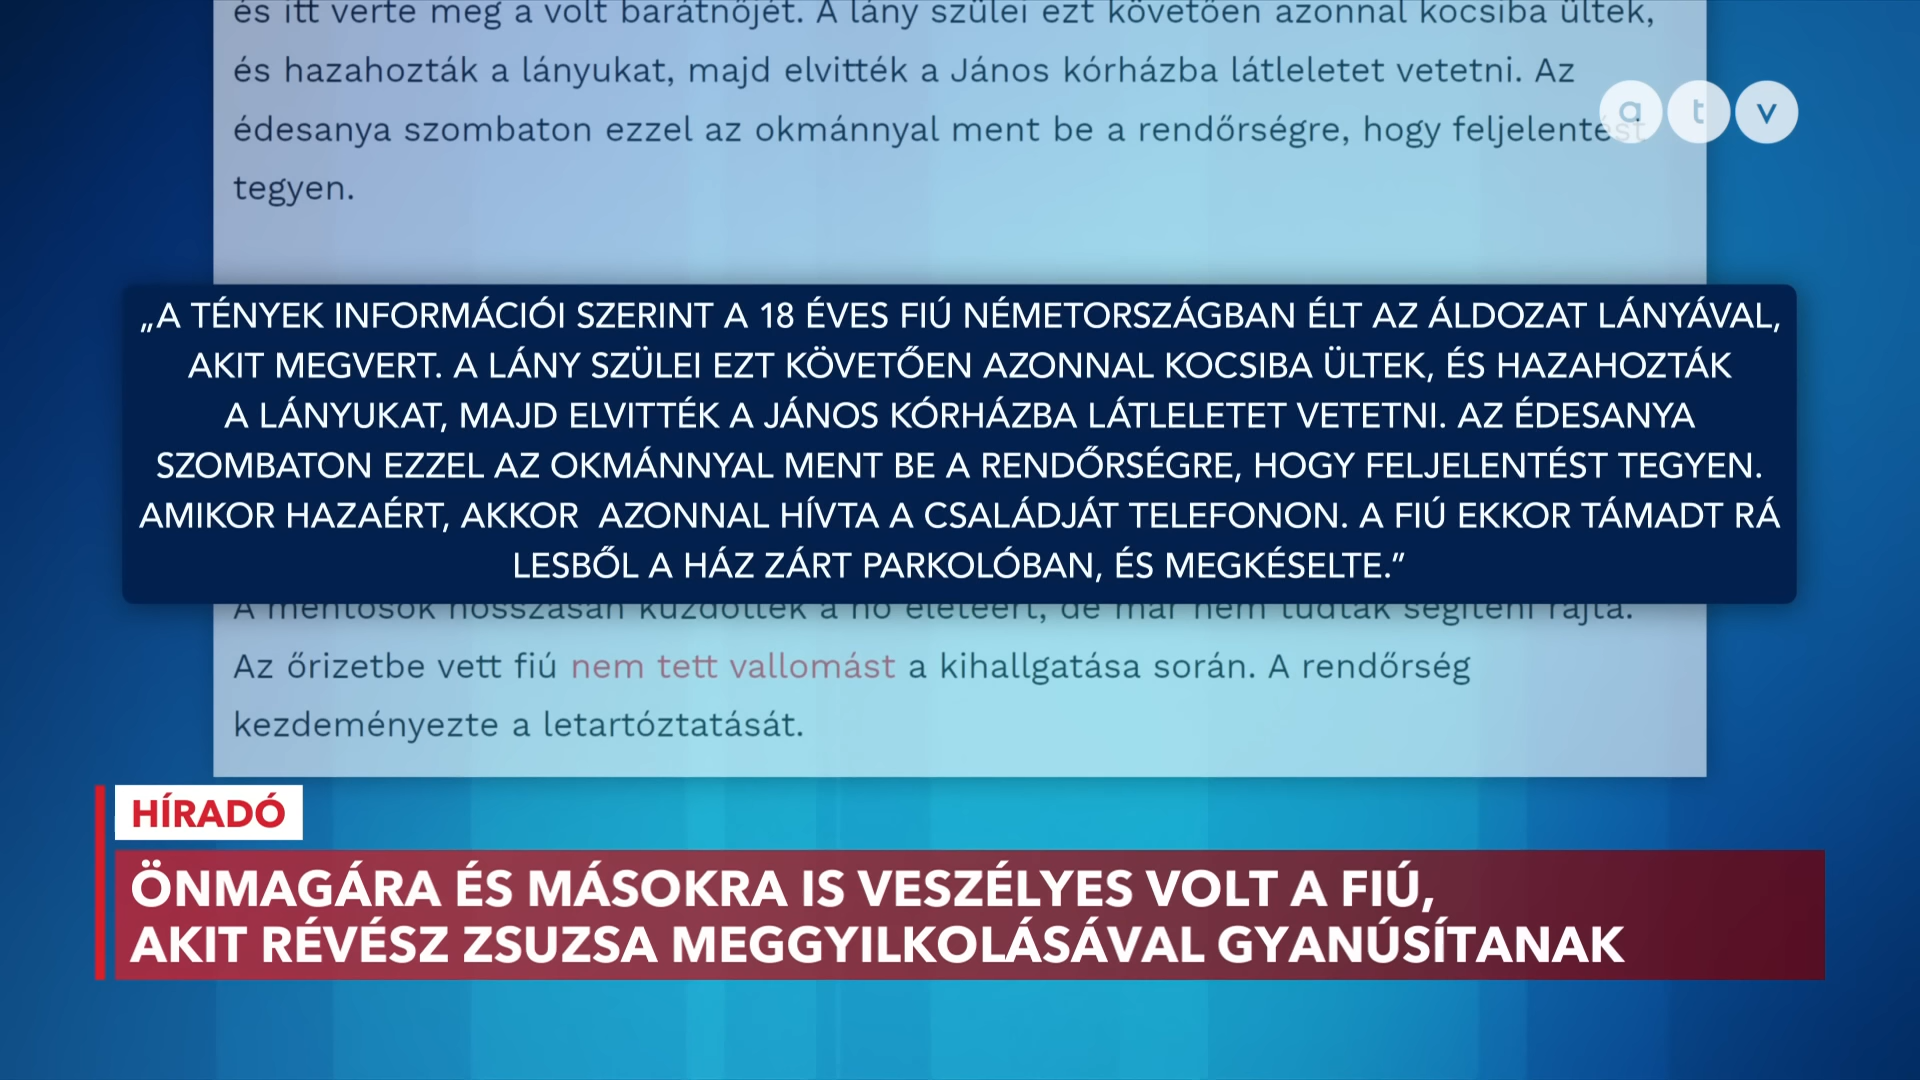 és itt verte meg a volt barátnőjét. A lány szülei ezt követően azonnal kocsiba ültek,
és hazahozták a lányukat, majd elvitték a János kórházba látleletet vetetni. Az
atv
édesanya szombaton ezzel az okmánnyal ment be a rendőrségre, hogy feljelentést
tegyen.
„A TÉNYEK INFORMÁCIÓI SZERINT A 18 ÉVES FIÚ NÉMETORSZÁGBAN ÉLT AZ ÁLDOZAT LÁNYÁVAL,
AKIT MEGVERT. A LÁNY SZÜLEI EZT KÖVETŐEN AZONNAL KOCSIBA ÜLTEK, ÉS HAZAHOZTÁK
A LÁNYUKAT, MAJD ELVITTÉK A JÁNOS KÓRHÁZBA LÁTLELETET VETETNI. AZ ÉDESANYA
SZOMBATON EZZEL AZ OKMÁNNYAL MENT BE A RENDŐRSÉGRE, HOGY FELJELENTÉST TEGYEN.
AMIKOR HAZAÉRT, AKKOR  AZONNAL HÍVTA A CSALÁDJÁT TELEFONON. A FIÚ EKKOR TÁMADT RÁ
LESBŐL A HÁZ ZÁRT PARKOLÓBAN, ÉS MEGKÉSELTE.”
A mentősök hosszasan küzdöttek a nő életéért, de már nem tudtak segíteni rajta.
Az őrizetbe vett fiú nem tett vallomást a kihallgatása során. A rendőrség
kezdeményezte a letartóztatását.
HÍRADÓ
ÖNMAGÁRA ÉS MÁSOKRA IS VESZÉLYES VOLT A FIÚ,
AKIT RÉVÉSZ ZSUZSA MEGGYILKOLÁSÁVAL GYANÚSÍTANAK